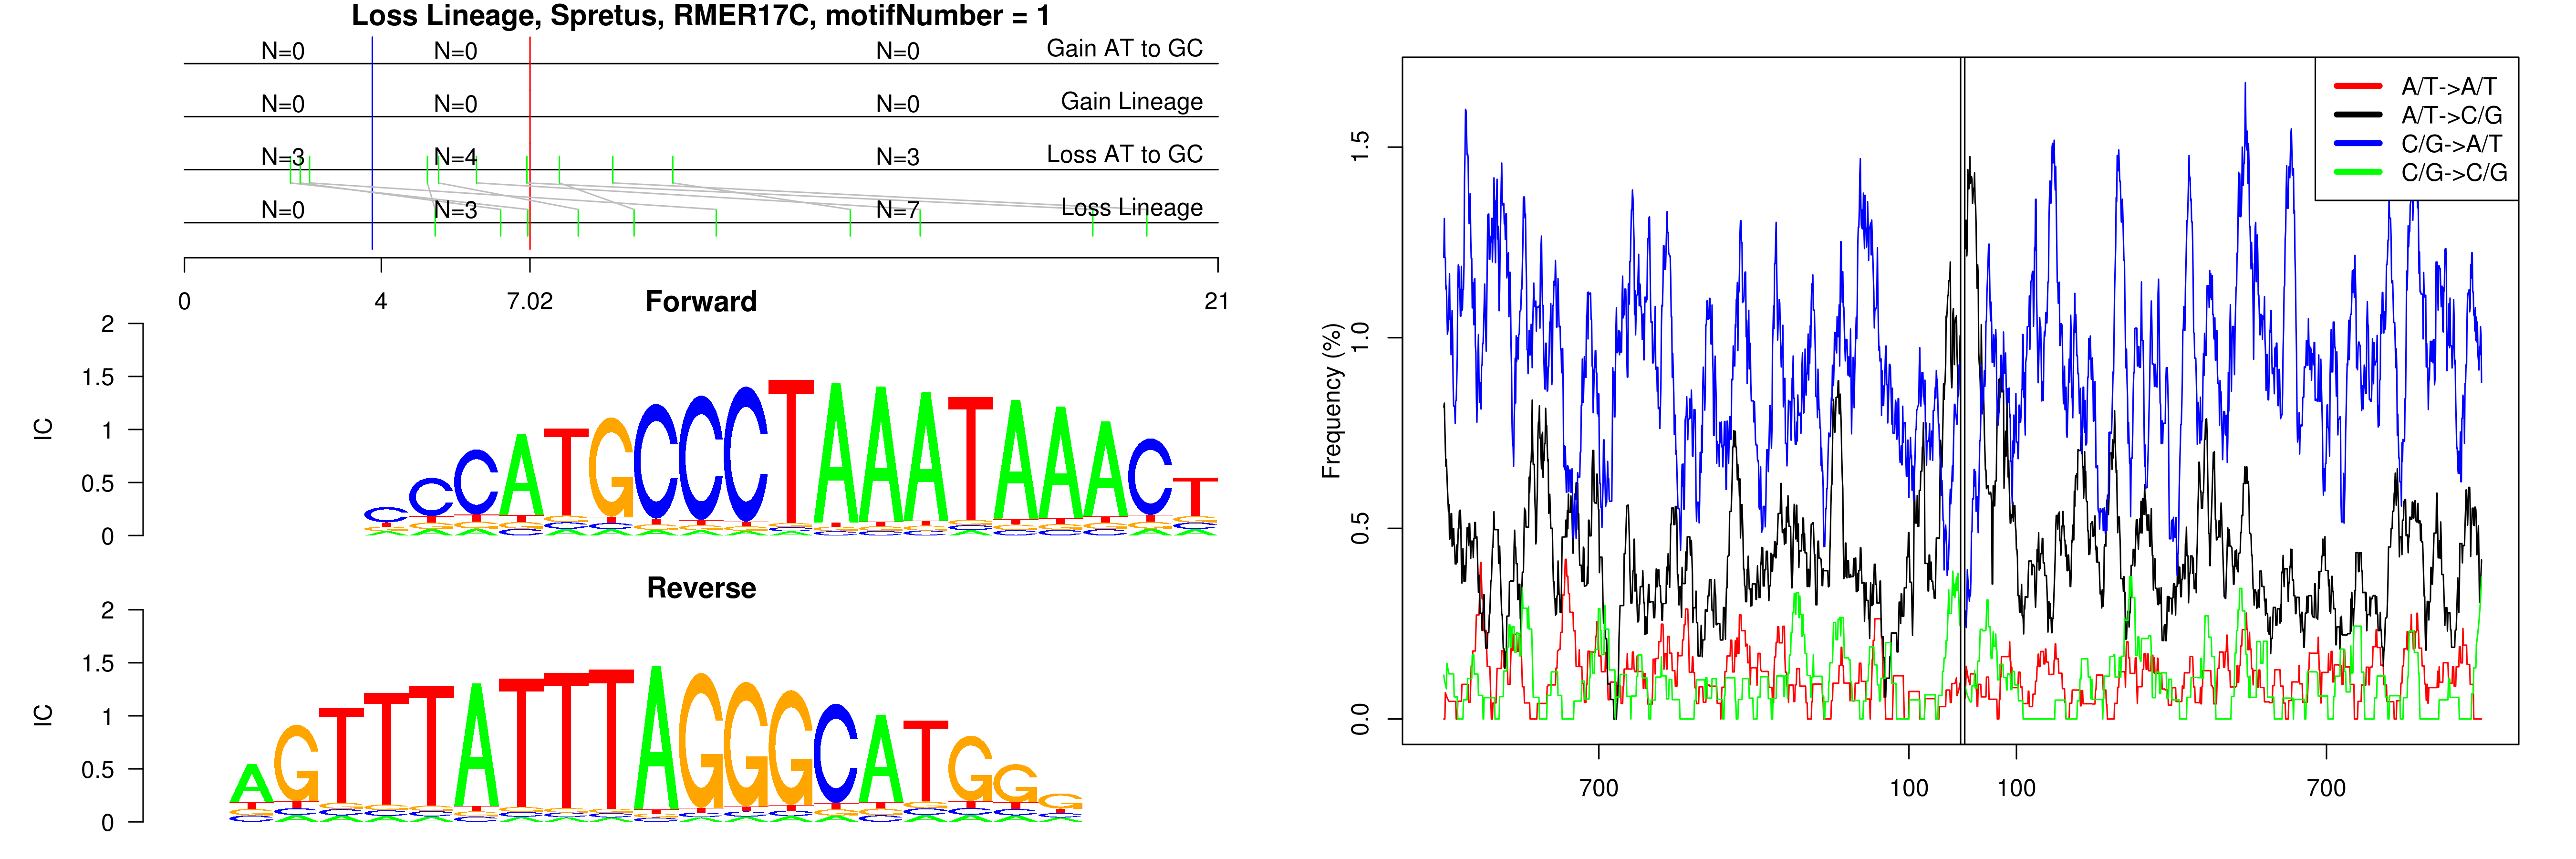 Loss Lineage, Spretus, RMER17C, motifNumber = 1
N=0 N=0 N=0 Gain AT to GC
N=0 N=0 N=0 Gain Lineage
N=3 N=4 N=3 Loss AT to GC
N=0 N=3 N=7 Loss Lineage
0 4 7.02 21
Forward
2
1.5
1
0.5
0
IC
CCCATGCCCTAAATAAACT
Reverse
2
1.5
1
0.5
0
IC
AGTTTATTTAGGGCATGGG
A/T->A/T
A/T->C/G
C/G->A/T
C/G->C/G
Frequency (%)
1.5
1.0
0.5
0.0
700 100 100 700